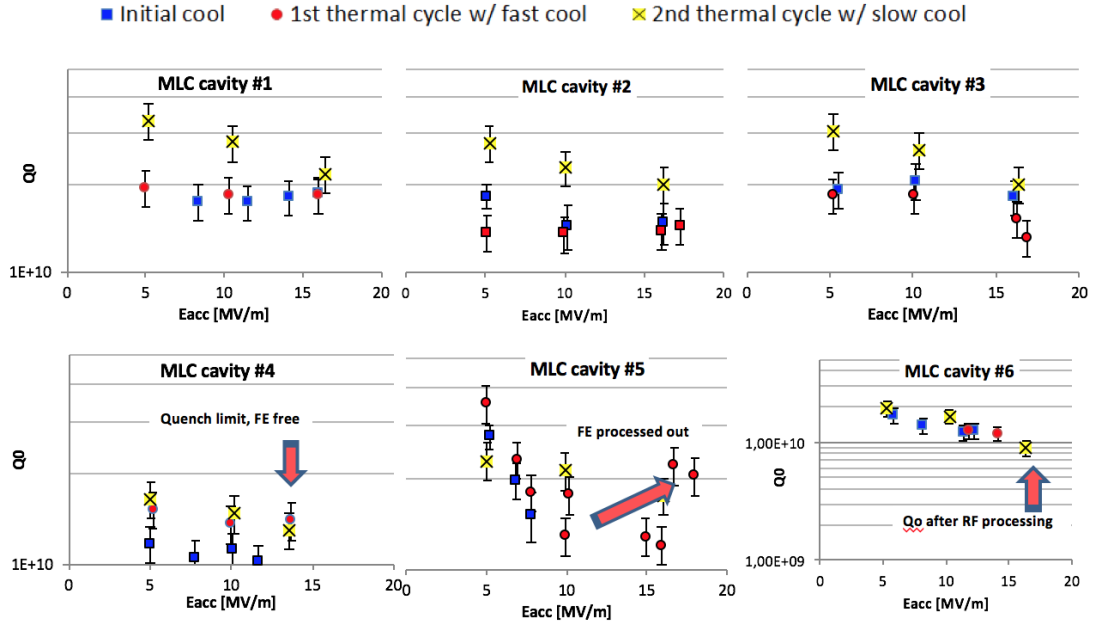 Initial cool 1st thermal cycle w/ fast cool 2nd thermal cycle w/ slow cool
MLC cavity #1
Q0
1E+10
0 5 10 15 20
Eacc [MV/m]
MLC cavity #2
0 5 10 15 20
Eacc [MV/m]
MLC cavity #3
0 5 10 15 20
Eacc [MV/m]
MLC cavity #4
Quench limit, FE free
Q0
1E+10
0 5 10 15 20
Eacc [MV/m]
MLC cavity #5
FE processed out
0 5 10 15 20
Eacc [MV/m]
MLC cavity #6
Q0
1,00E+10
Qo after RF processing
1,00E+09
0 5 10 15 20
Eacc [MV/m]